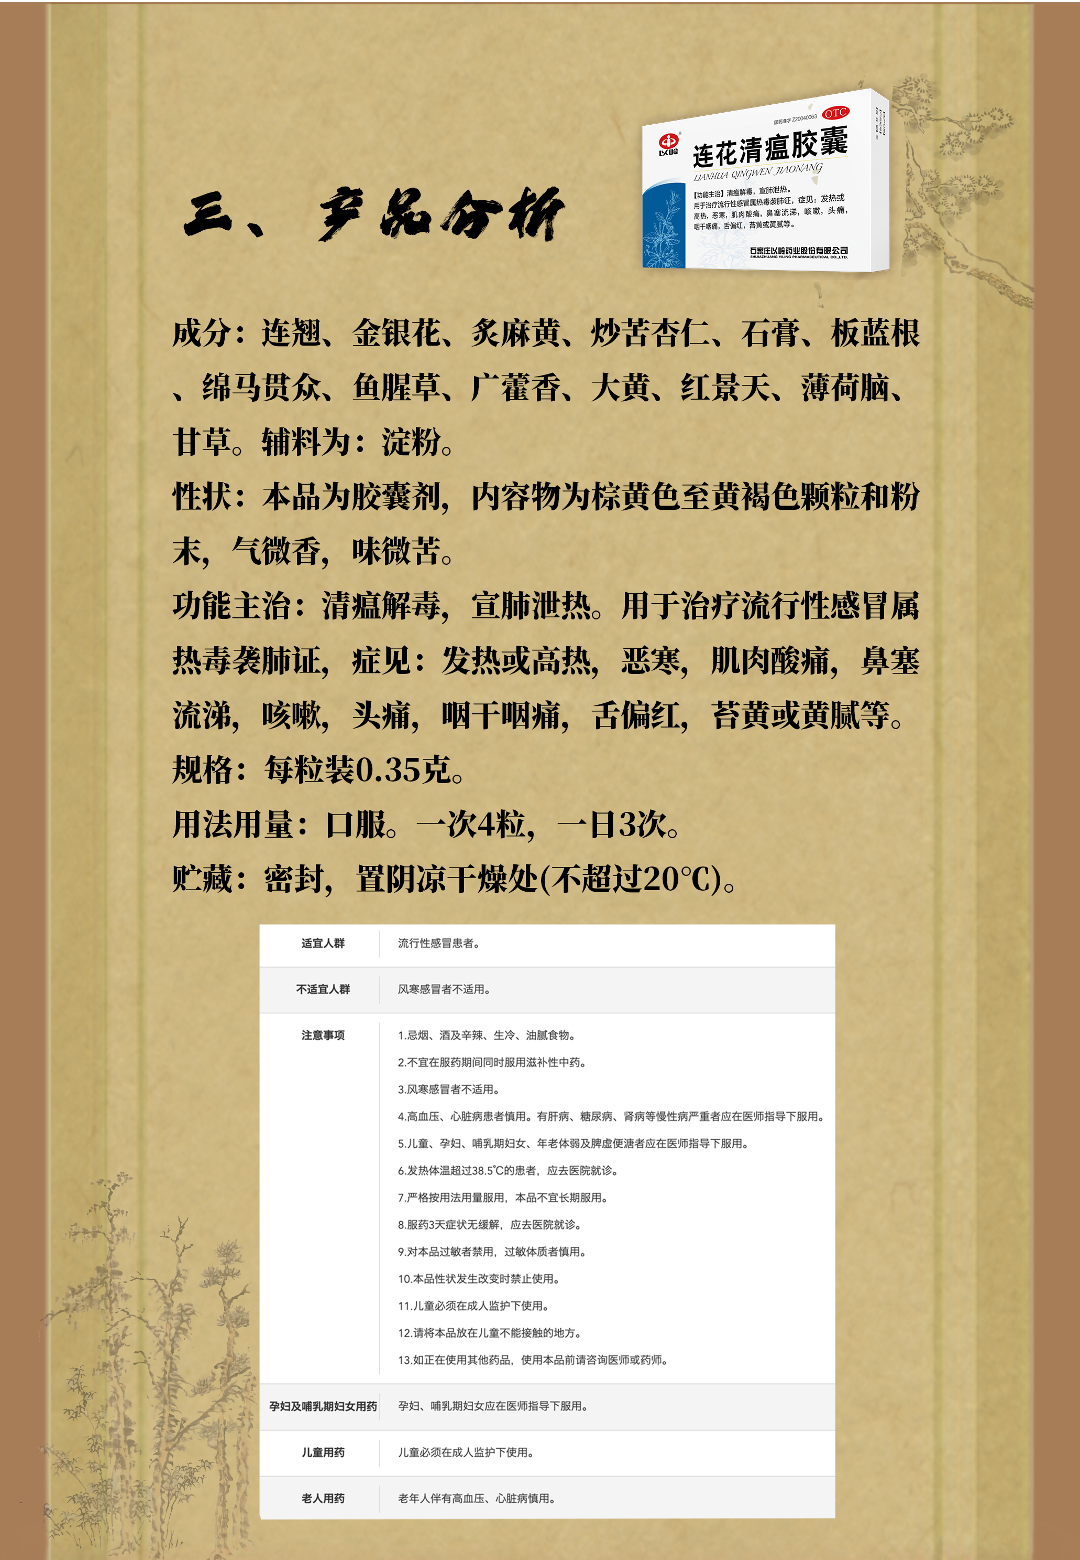 国药准字Z20040063
OTC
以岭
连花清瘟胶囊
LIANHUA QINGWEN JIAONANG
【功能主治】清瘟解毒，宣肺泄热。
用于治疗流行性感冒属热毒袭肺证，症见：发热或
高热，恶寒，肌肉酸痛，鼻塞流涕，咳嗽，头痛，
咽干咽痛，舌偏红，苔黄或黄腻等。
石家庄以岭药业股份有限公司
SHIJIAZHUANG YILING PHARMACEUTICAL CO.,LTD.
三、产品分析
成分：连翘、金银花、炙麻黄、炒苦杏仁、石膏、板蓝根
、绵马贯众、鱼腥草、广藿香、大黄、红景天、薄荷脑、
甘草。辅料为：淀粉。
性状：本品为胶囊剂，内容物为棕黄色至黄褐色颗粒和粉
末，气微香，味微苦。
功能主治：清瘟解毒，宣肺泄热。用于治疗流行性感冒属
热毒袭肺证，症见：发热或高热，恶寒，肌肉酸痛，鼻塞
流涕，咳嗽，头痛，咽干咽痛，舌偏红，苔黄或黄腻等。
规格：每粒装0.35克。
用法用量：口服。一次4粒，一日3次。
贮藏：密封，置阴凉干燥处(不超过20℃)。
适宜人群 流行性感冒患者。
不适宜人群 风寒感冒者不适用。
注意事项 1.忌烟、酒及辛辣、生冷、油腻食物。
2.不宜在服药期间同时服用滋补性中药。
3.风寒感冒者不适用。
4.高血压、心脏病患者慎用。有肝病、糖尿病、肾病等慢性病严重者应在医师指导下服用。
5.儿童、孕妇、哺乳期妇女、年老体弱及脾虚便溏者应在医师指导下服用。
6.发热体温超过38.5℃的患者，应去医院就诊。
7.严格按用法用量服用，本品不宜长期服用。
8.服药3天症状无缓解，应去医院就诊。
9.对本品过敏者禁用，过敏体质者慎用。
10.本品性状发生改变时禁止使用。
11.儿童必须在成人监护下使用。
12.请将本品放在儿童不能接触的地方。
13.如正在使用其他药品，使用本品前请咨询医师或药师。
孕妇及哺乳期妇女用药 孕妇、哺乳期妇女应在医师指导下服用。
儿童用药 儿童必须在成人监护下使用。
老人用药 老年人伴有高血压、心脏病慎用。